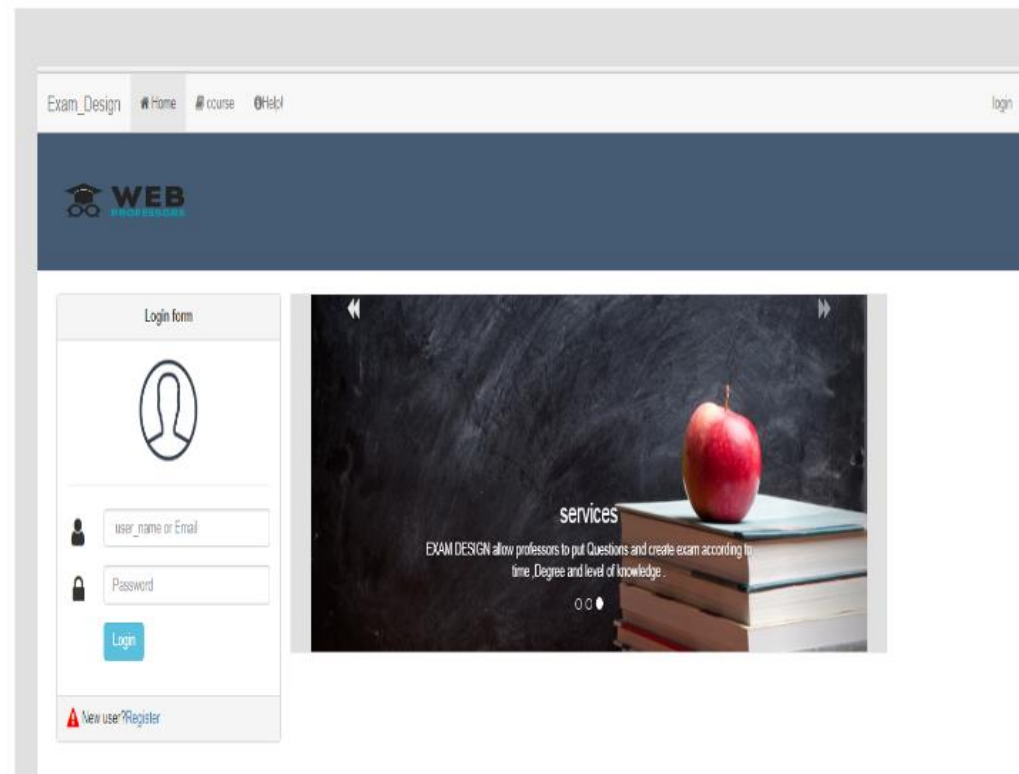 Exam_Design Home course Help! login
WEB
PROFESSORS
Login form
user_name or Email
Password
Login
New user?Register
services
EXAM DESIGN allow professors to put Questions and create exam according to
time ,Degree and level of knowledge .